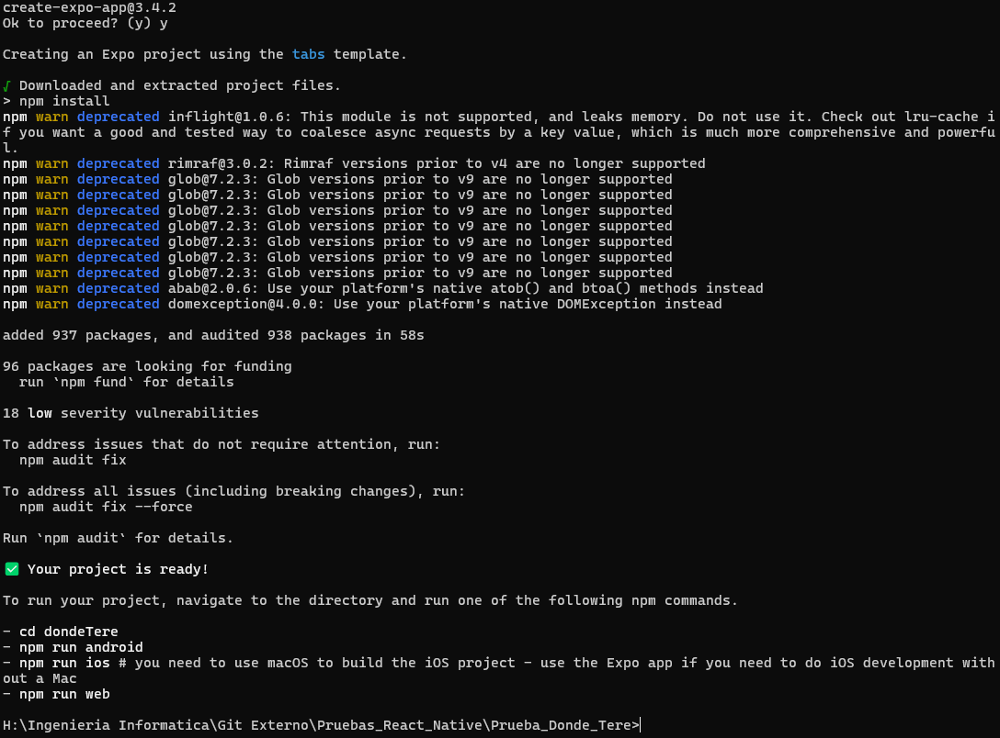 create-expo-app@3.4.2
Ok to proceed? (y) y
Creating an Expo project using the tabs template.
√ Downloaded and extracted project files.
> npm install
npm warn deprecated inflight@1.0.6: This module is not supported, and leaks memory. Do not use it. Check out lru-cache i
f you want a good and tested way to coalesce async requests by a key value, which is much more comprehensive and powerfu
l.
npm warn deprecated rimraf@3.0.2: Rimraf versions prior to v4 are no longer supported
npm warn deprecated glob@7.2.3: Glob versions prior to v9 are no longer supported
npm warn deprecated glob@7.2.3: Glob versions prior to v9 are no longer supported
npm warn deprecated glob@7.2.3: Glob versions prior to v9 are no longer supported
npm warn deprecated glob@7.2.3: Glob versions prior to v9 are no longer supported
npm warn deprecated glob@7.2.3: Glob versions prior to v9 are no longer supported
npm warn deprecated glob@7.2.3: Glob versions prior to v9 are no longer supported
npm warn deprecated glob@7.2.3: Glob versions prior to v9 are no longer supported
npm warn deprecated abab@2.0.6: Use your platform's native atob() and btoa() methods instead
npm warn deprecated domexception@4.0.0: Use your platform's native DOMException instead
added 937 packages, and audited 938 packages in 58s
96 packages are looking for funding
  run `npm fund` for details
18 low severity vulnerabilities
To address issues that do not require attention, run:
  npm audit fix
To address all issues (including breaking changes), run:
  npm audit fix --force
Run `npm audit` for details.
✅ Your project is ready!
To run your project, navigate to the directory and run one of the following npm commands.
- cd dondeTere
- npm run android
- npm run ios # you need to use macOS to build the iOS project - use the Expo app if you need to do iOS development with
out a Mac
- npm run web
H:\Ingenieria Informatica\Git Externo\Pruebas_React_Native\Prueba_Donde_Tere>